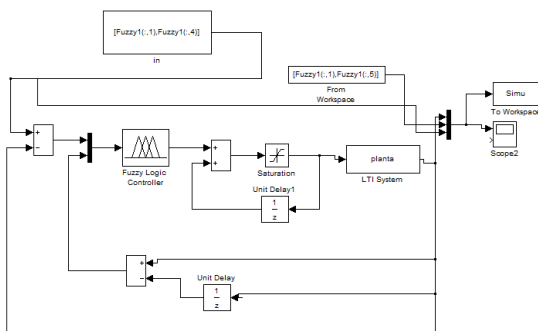 [Fuzzy1(:,1),Fuzzy1(:,4)]
in
[Fuzzy1(:,1),Fuzzy1(:,5)]
From
Workspace
Simu
To Workspace
Scope2
+
−
Fuzzy Logic
Controller
+
+
Saturation
planta
LTI System
Unit Delay1
1
z
+
−
Unit Delay
1
z